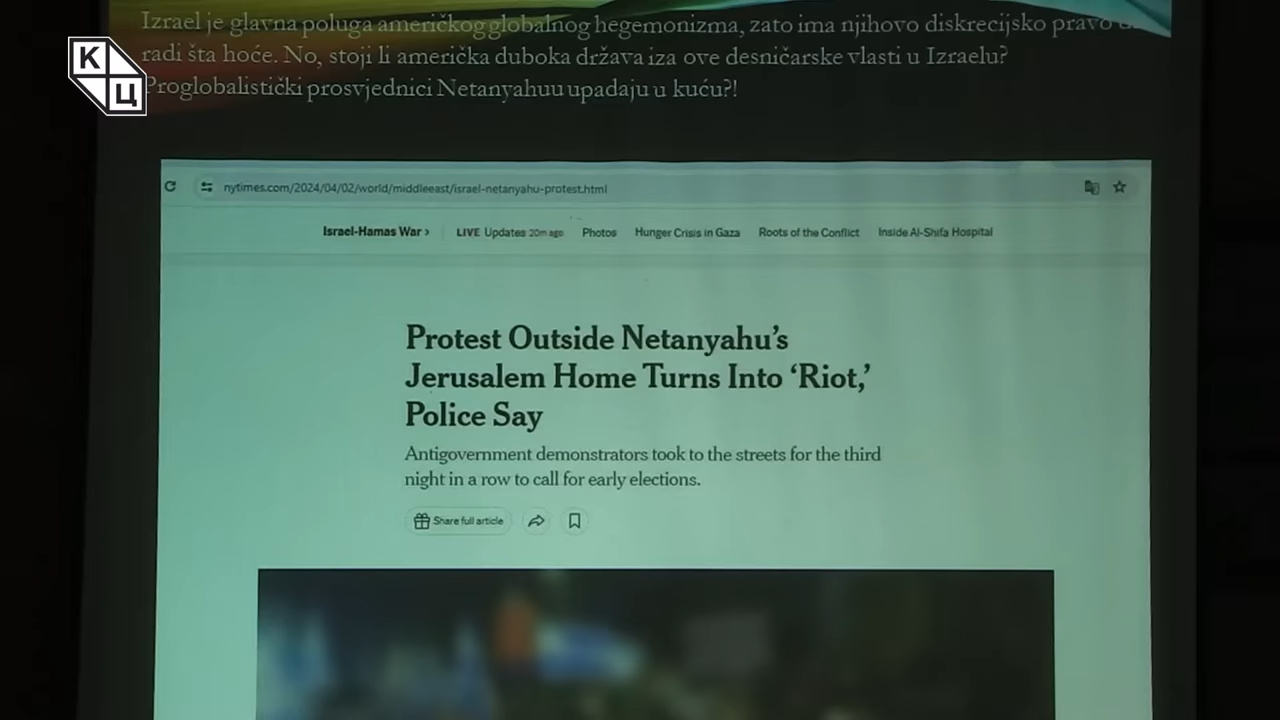 Izrael je glavna poluga američkog globalnog hegemonizma, zato ima njihovo diskrecijsko pravo
radi šta hoće. No, stoji li američka duboka država iza ove desničarske vlasti u Izraelu?
Proglobalistički prosvjednici Netanyahuu upadaju u kuću?!
К
Ц
nytimes.com/2024/04/02/world/middleeast/israel-netanyahu-protest.html
Israel-Hamas War › LIVE Updates 20m ago Photos Hunger Crisis in Gaza Roots of the Conflict Inside Al-Shifa Hospital
Protest Outside Netanyahu’s
Jerusalem Home Turns Into ‘Riot,’
Police Say
Antigovernment demonstrators took to the streets for the third
night in a row to call for early elections.
Share full article